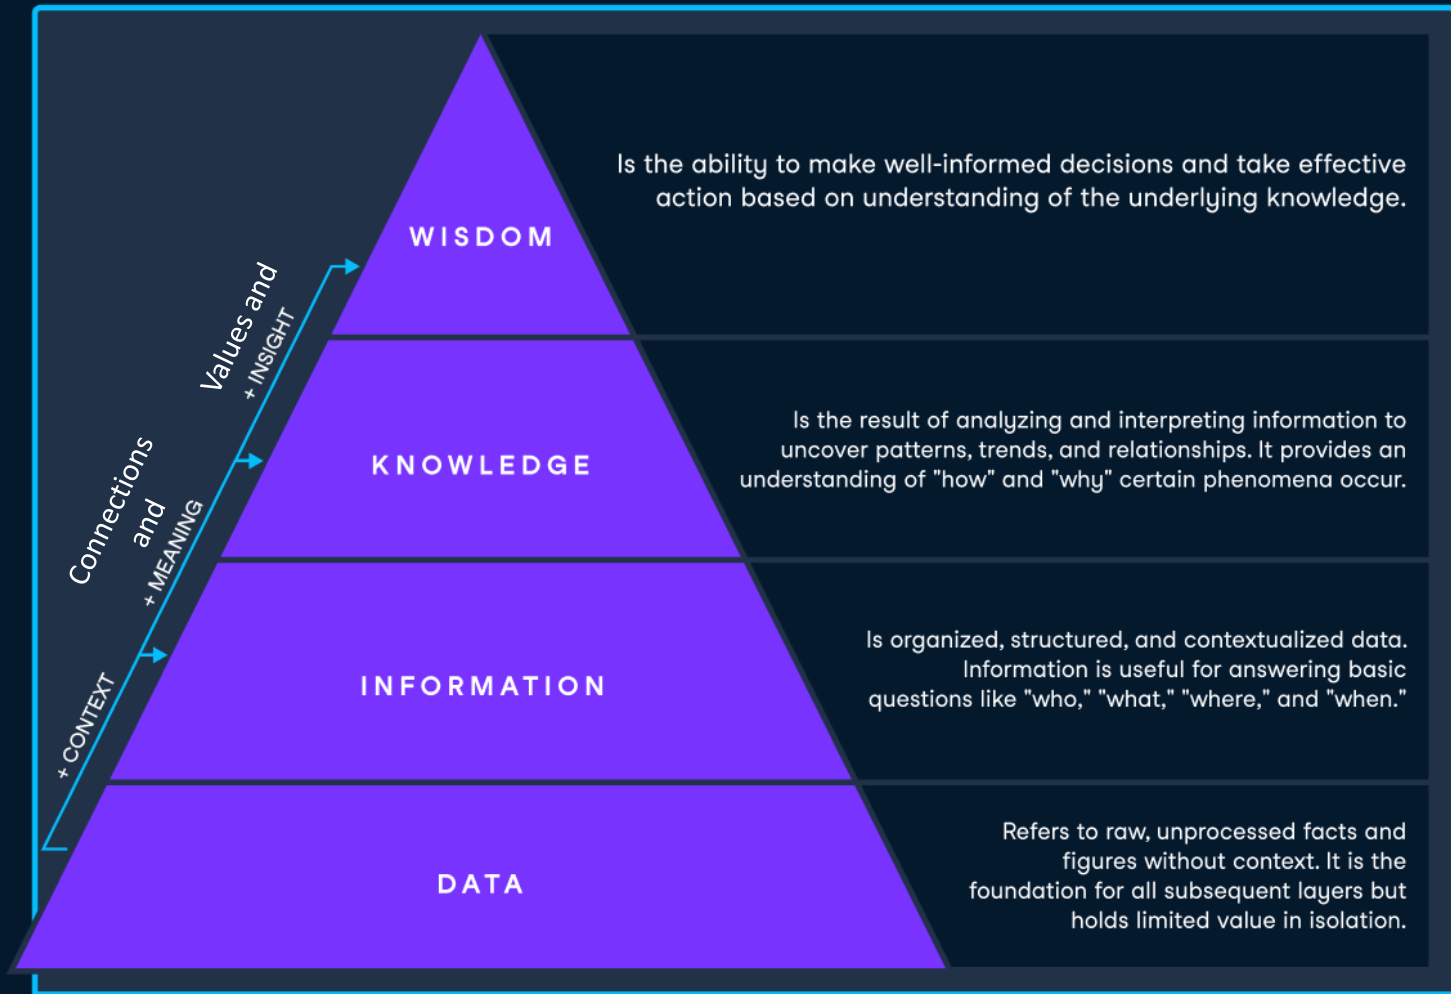 Is the ability to make well-informed decisions and take effective
action based on understanding of the underlying knowledge.
WISDOM
Values and
+ INSIGHT
Is the result of analyzing and interpreting information to
uncover patterns, trends, and relationships. It provides an
understanding of "how" and "why" certain phenomena occur.
KNOWLEDGE
Connections
and
+ MEANING
Is organized, structured, and contextualized data.
Information is useful for answering basic
questions like "who," "what," "where," and "when."
INFORMATION
+ CONTEXT
Refers to raw, unprocessed facts and
figures without context. It is the
foundation for all subsequent layers but
holds limited value in isolation.
DATA